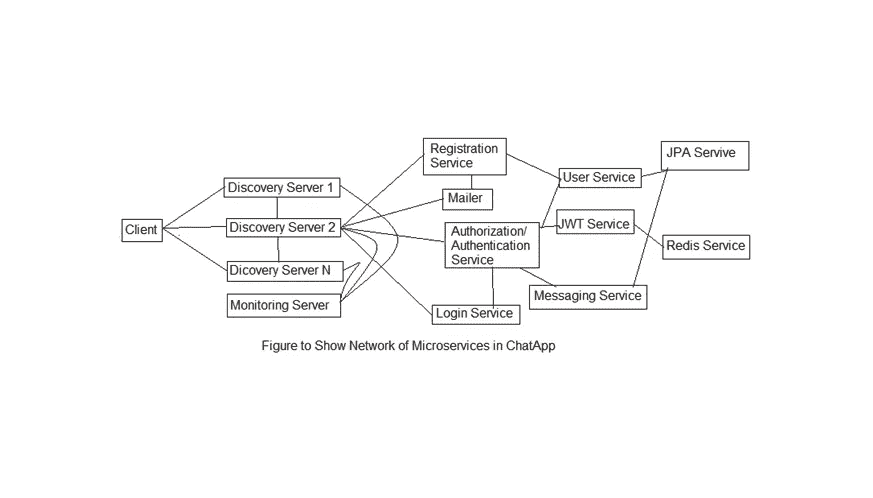 Client
Discovery Server 1
Discovery Server 2
Dicovery Server N
Monitoring Server
Registration
Service
Mailer
Authorization/
Authentication
Service
Login Service
User Service
JWT Service
Messaging Service
JPA Servive
Redis Service
Figure to Show Network of Microservices in ChatApp